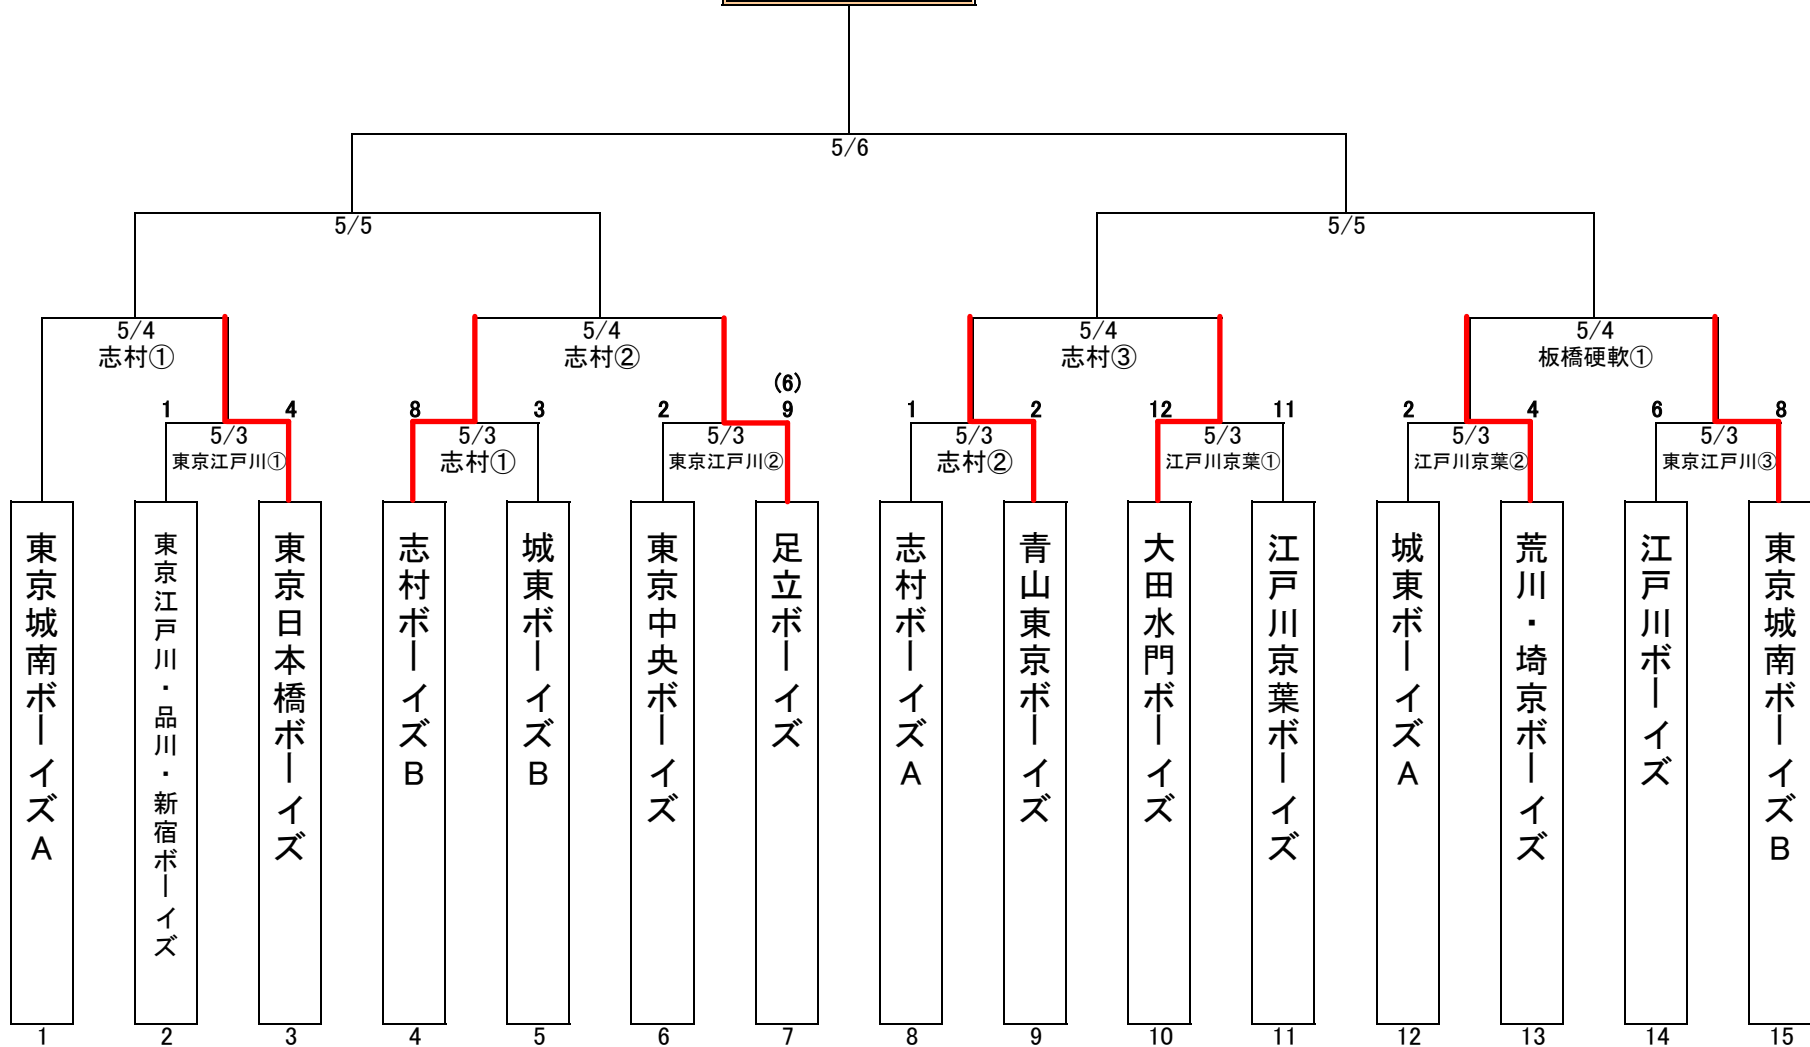 5/6
5/5
5/5
5/4
志村①
5/4
志村②
5/4
志村③
5/4
板橋硬軟①
(6)
1
4
8
3
2
9
1
2
12
11
2
4
6
8
5/3
東京江戸川①
5/3
志村①
5/3
東京江戸川②
5/3
志村②
5/3
江戸川京葉①
5/3
江戸川京葉②
5/3
東京江戸川③
東京城南ボーイズA
東京江戸川・品川・新宿ボーイズ
東京日本橋ボーイズ
志村ボーイズB
城東ボーイズB
東京中央ボーイズ
足立ボーイズ
志村ボーイズA
青山東京ボーイズ
大田水門ボーイズ
江戸川京葉ボーイズ
城東ボーイズA
荒川・埼京ボーイズ
江戸川ボーイズ
東京城南ボーイズB
1
2
3
4
5
6
7
8
9
10
11
12
13
14
15